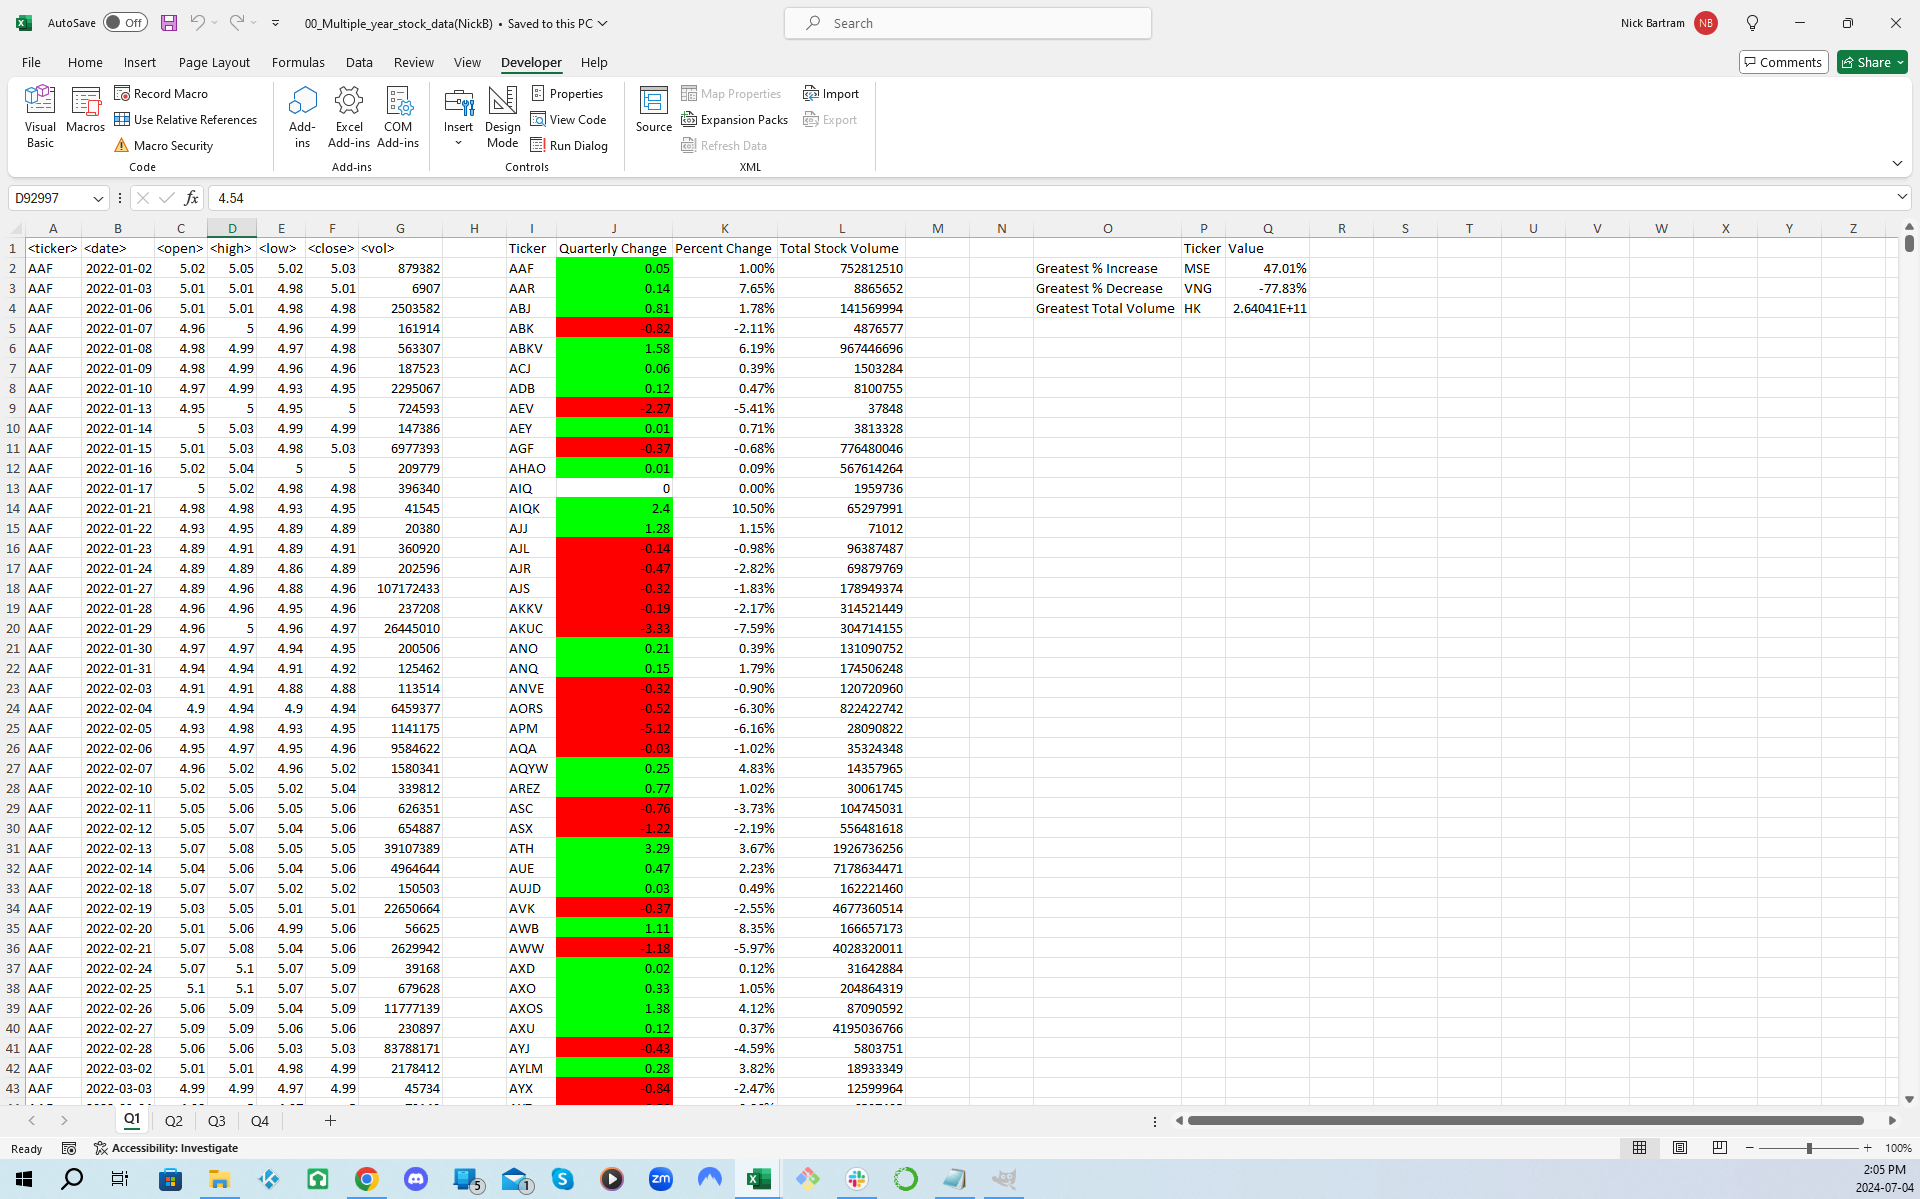 AutoSave Off 00_Multiple_year_stock_data(NickB) • Saved to this PC Search Nick Bartram NB
File Home Insert Page Layout Formulas Data Review View Developer Help Comments Share
Visual Basic Macros Record Macro Use Relative References Macro Security Code
Add-ins Excel Add-ins COM Add-ins Add-ins
Insert Design Mode Properties View Code Run Dialog Controls
Source Map Properties Expansion Packs Refresh Data Import Export XML
D92997 fx 4.54
A B C D E F G H I J K L M N O P Q R S T U V W X Y Z
1 <ticker> <date> <open> <high> <low> <close> <vol> Ticker Quarterly Change Percent Change Total Stock Volume Ticker Value
2 AAF 2022-01-02 5.02 5.05 5.02 5.03 879382 AAF 0.05 1.00% 752812510 Greatest % Increase MSE 47.01%
3 AAF 2022-01-03 5.01 5.01 4.98 5.01 6907 AAR 0.14 7.65% 8865652 Greatest % Decrease VNG -77.83%
4 AAF 2022-01-06 5.01 5.01 4.98 4.98 2503582 ABJ 0.81 1.78% 141569994 Greatest Total Volume HK 2.64041E+11
5 AAF 2022-01-07 4.96 5 4.96 4.99 161914 ABK -0.82 -2.11% 4876577
6 AAF 2022-01-08 4.98 4.99 4.97 4.98 563307 ABKV 1.58 6.19% 967446696
7 AAF 2022-01-09 4.98 4.99 4.96 4.96 187523 ACJ 0.06 0.39% 1503284
8 AAF 2022-01-10 4.97 4.99 4.93 4.95 2295067 ADB 0.12 0.47% 8100755
9 AAF 2022-01-13 4.95 5 4.95 5 724593 AEV -2.27 -5.41% 37848
10 AAF 2022-01-14 5 5.03 4.99 4.99 147386 AEY 0.01 0.71% 3813328
11 AAF 2022-01-15 5.01 5.03 4.98 5.03 6977393 AGF -0.37 -0.68% 776480046
12 AAF 2022-01-16 5.02 5.04 5 5 209779 AHAO 0.01 0.09% 567614264
13 AAF 2022-01-17 5 5.02 4.98 4.98 396340 AIQ 0 0.00% 1959736
14 AAF 2022-01-21 4.98 4.98 4.93 4.95 41545 AIQK 2.4 10.50% 65297991
15 AAF 2022-01-22 4.93 4.95 4.89 4.89 20380 AJJ 1.28 1.15% 71012
16 AAF 2022-01-23 4.89 4.91 4.89 4.91 360920 AJL -0.14 -0.98% 96387487
17 AAF 2022-01-24 4.89 4.89 4.86 4.89 202596 AJR -0.47 -2.82% 69879769
18 AAF 2022-01-27 4.89 4.96 4.88 4.96 107172433 AJS -0.32 -1.83% 178949374
19 AAF 2022-01-28 4.96 4.96 4.95 4.96 237208 AKKV -0.19 -2.17% 314521449
20 AAF 2022-01-29 4.96 5 4.96 4.97 26445010 AKUC -3.33 -7.59% 304714155
21 AAF 2022-01-30 4.97 4.97 4.94 4.95 200506 ANO 0.21 0.39% 131090752
22 AAF 2022-01-31 4.94 4.94 4.91 4.92 125462 ANQ 0.15 1.79% 174506248
23 AAF 2022-02-03 4.91 4.91 4.88 4.88 113514 ANVE -0.32 -0.90% 120720960
24 AAF 2022-02-04 4.9 4.94 4.9 4.94 6459377 AORS -0.52 -6.30% 822422742
25 AAF 2022-02-05 4.93 4.98 4.93 4.95 1141175 APM -5.12 -6.16% 28090822
26 AAF 2022-02-06 4.95 4.97 4.95 4.96 9584622 AQA -0.03 -1.02% 35324348
27 AAF 2022-02-07 4.96 5.02 4.96 5.02 1580341 AQYW 0.25 4.83% 14357965
28 AAF 2022-02-10 5.02 5.05 5.02 5.04 339812 AREZ 0.77 1.02% 30061745
29 AAF 2022-02-11 5.05 5.06 5.05 5.06 626351 ASC -0.76 -3.73% 104745031
30 AAF 2022-02-12 5.05 5.07 5.04 5.06 654887 ASX -1.22 -2.19% 556481618
31 AAF 2022-02-13 5.07 5.08 5.05 5.05 39107389 ATH 3.29 3.67% 1926736256
32 AAF 2022-02-14 5.04 5.06 5.04 5.06 4964644 AUE 0.47 2.23% 7178634471
33 AAF 2022-02-18 5.07 5.07 5.02 5.02 150503 AUJD 0.03 0.49% 162221460
34 AAF 2022-02-19 5.03 5.05 5.01 5.01 22650664 AVK -0.37 -2.55% 4677360514
35 AAF 2022-02-20 5.01 5.06 4.99 5.06 56625 AWB 1.11 8.35% 166657173
36 AAF 2022-02-21 5.07 5.08 5.04 5.06 2629942 AWW -1.18 -5.97% 4028320011
37 AAF 2022-02-24 5.07 5.1 5.07 5.09 39168 AXD 0.02 0.12% 31642884
38 AAF 2022-02-25 5.1 5.1 5.07 5.07 679628 AXO 0.33 1.05% 204864319
39 AAF 2022-02-26 5.06 5.09 5.04 5.09 11777139 AXOS 1.38 4.12% 87090592
40 AAF 2022-02-27 5.09 5.09 5.06 5.06 230897 AXU 0.12 0.37% 4195036766
41 AAF 2022-02-28 5.06 5.06 5.03 5.03 83788171 AYJ -0.43 -4.59% 5803751
42 AAF 2022-03-02 5.01 5.01 4.98 4.99 2178412 AYLM 0.28 3.82% 18933349
43 AAF 2022-03-03 4.99 4.99 4.97 4.99 45734 AYX -0.84 -2.47% 12599964
Q1 Q2 Q3 Q4
Ready Accessibility: Investigate 100%
5 1 zm
2:05 PM
2024-07-04